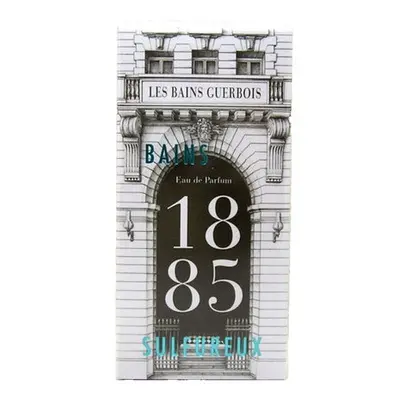 LES BAINS GUERBOIS
BAINS
Eau de Parfum
18
85
SULFUREUX